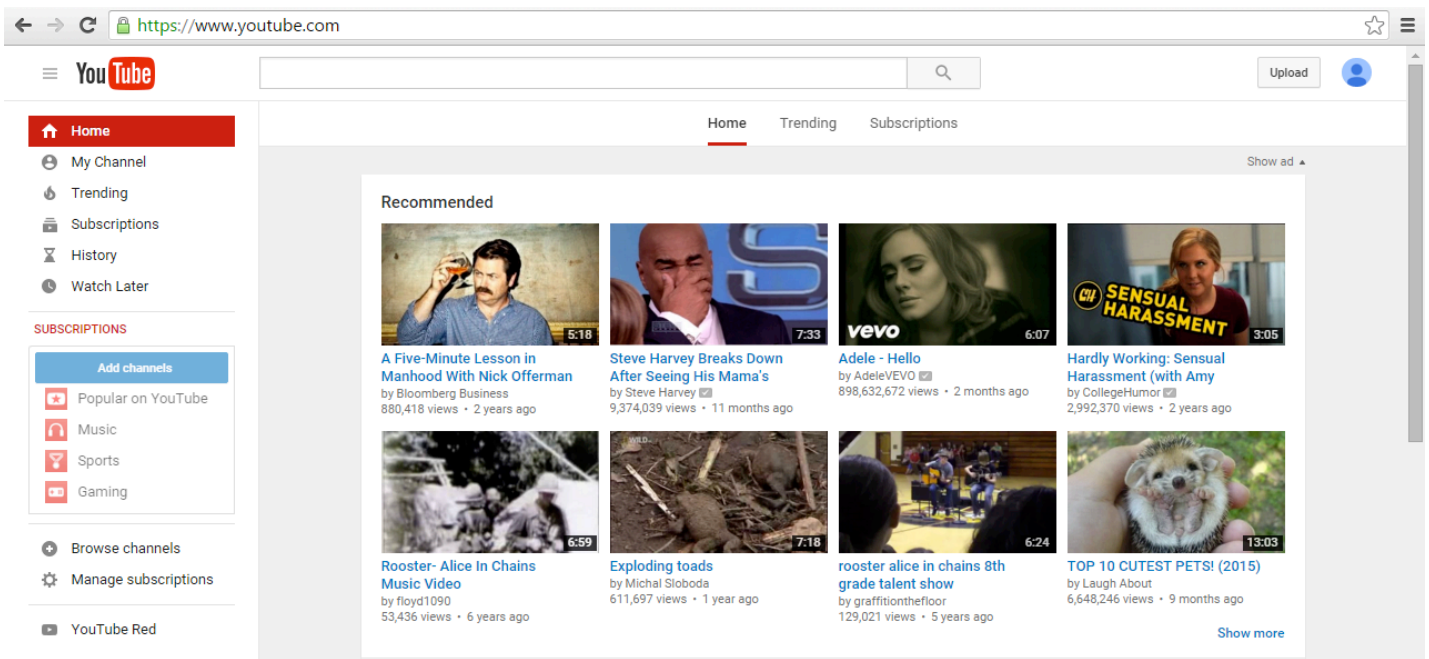 https://www.youtube.com
YouTube
Upload
Home
My Channel
Trending
Subscriptions
History
Watch Later
SUBSCRIPTIONS
Add channels
Popular on YouTube
Music
Sports
Gaming
Browse channels
Manage subscriptions
YouTube Red
Home Trending Subscriptions
Show ad
Recommended
5:18
A Five-Minute Lesson in
Manhood With Nick Offerman
by Bloomberg Business
880,418 views • 2 years ago
S
7:33
Steve Harvey Breaks Down
After Seeing His Mama's
by Steve Harvey
9,374,039 views • 11 months ago
vevo
6:07
Adele - Hello
by AdeleVEVO
898,632,672 views • 2 months ago
CH SENSUAL
HARASSMENT
3:05
Hardly Working: Sensual
Harassment (with Amy
by CollegeHumor
2,992,370 views • 2 years ago
6:59
Rooster- Alice In Chains
Music Video
by floyd1090
53,436 views • 6 years ago
WILD
7:18
Exploding toads
by Michal Sloboda
611,697 views • 1 year ago
6:24
rooster alice in chains 8th
grade talent show
by graffitionthefloor
129,021 views • 5 years ago
13:03
TOP 10 CUTEST PETS! (2015)
by Laugh About
6,648,246 views • 9 months ago
Show more